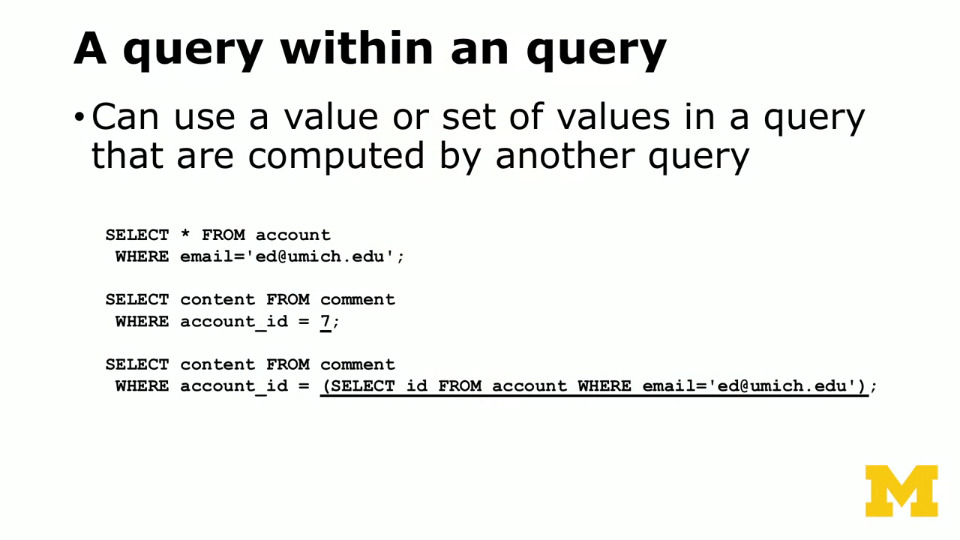 A query within an query
• Can use a value or set of values in a query
that are computed by another query
SELECT * FROM account
WHERE email='ed@umich.edu';
SELECT content FROM comment
WHERE account_id = 7;
SELECT content FROM comment
WHERE account_id = (SELECT id FROM account WHERE email='ed@umich.edu');
M